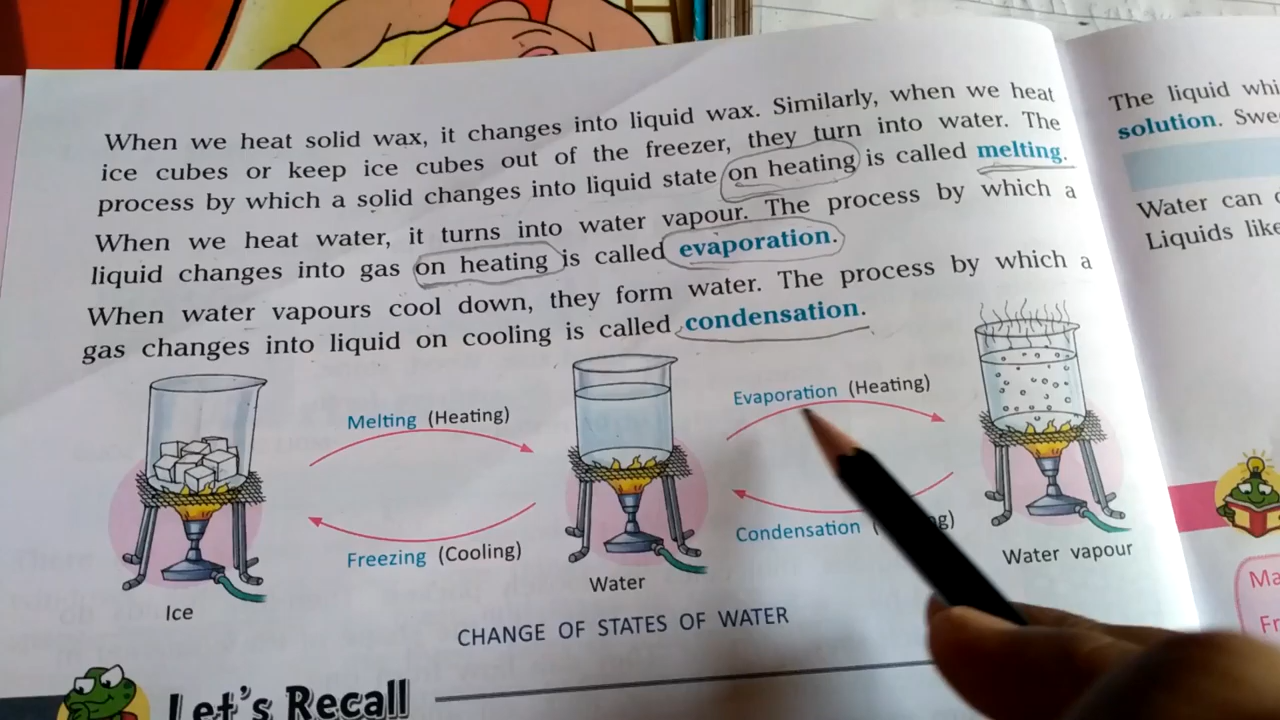 When we heat solid wax, it changes into liquid wax. Similarly, when we heat
ice cubes or keep ice cubes out of the freezer, they turn into water. The
process by which a solid changes into liquid state on heating is called melting.
When we heat water, it turns into water vapour. The process by which a
liquid changes into gas on heating is called evaporation.
When water vapours cool down, they form water. The process by which a
gas changes into liquid on cooling is called condensation.
Melting (Heating)
Evaporation (Heating)
Freezing (Cooling)
Condensation
Ice
Water
Water vapour
CHANGE OF STATES OF WATER
Let's Recall
The liquid
solution.
Water can
Liquids like